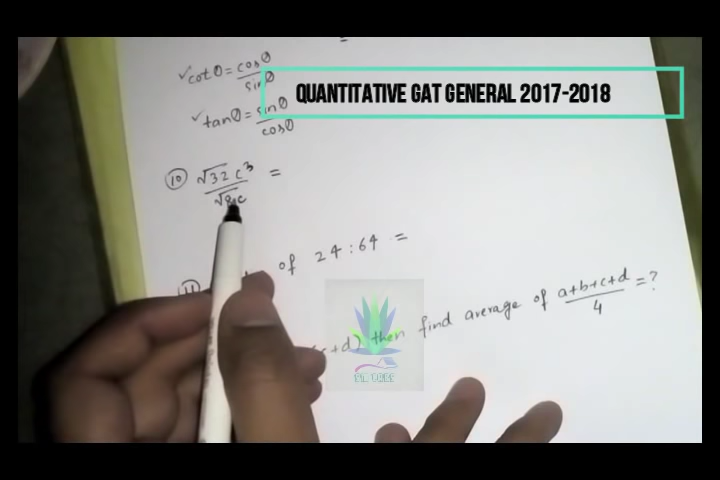 QUANTITATIVE GAT GENERAL 2017-2018
✓cotθ = cosθ/sinθ
✓tanθ = sinθ/cosθ
⑩ √32c³/√8c =
11 of 24:64 =
+d) then find average of a+b+c+d/4 = ?